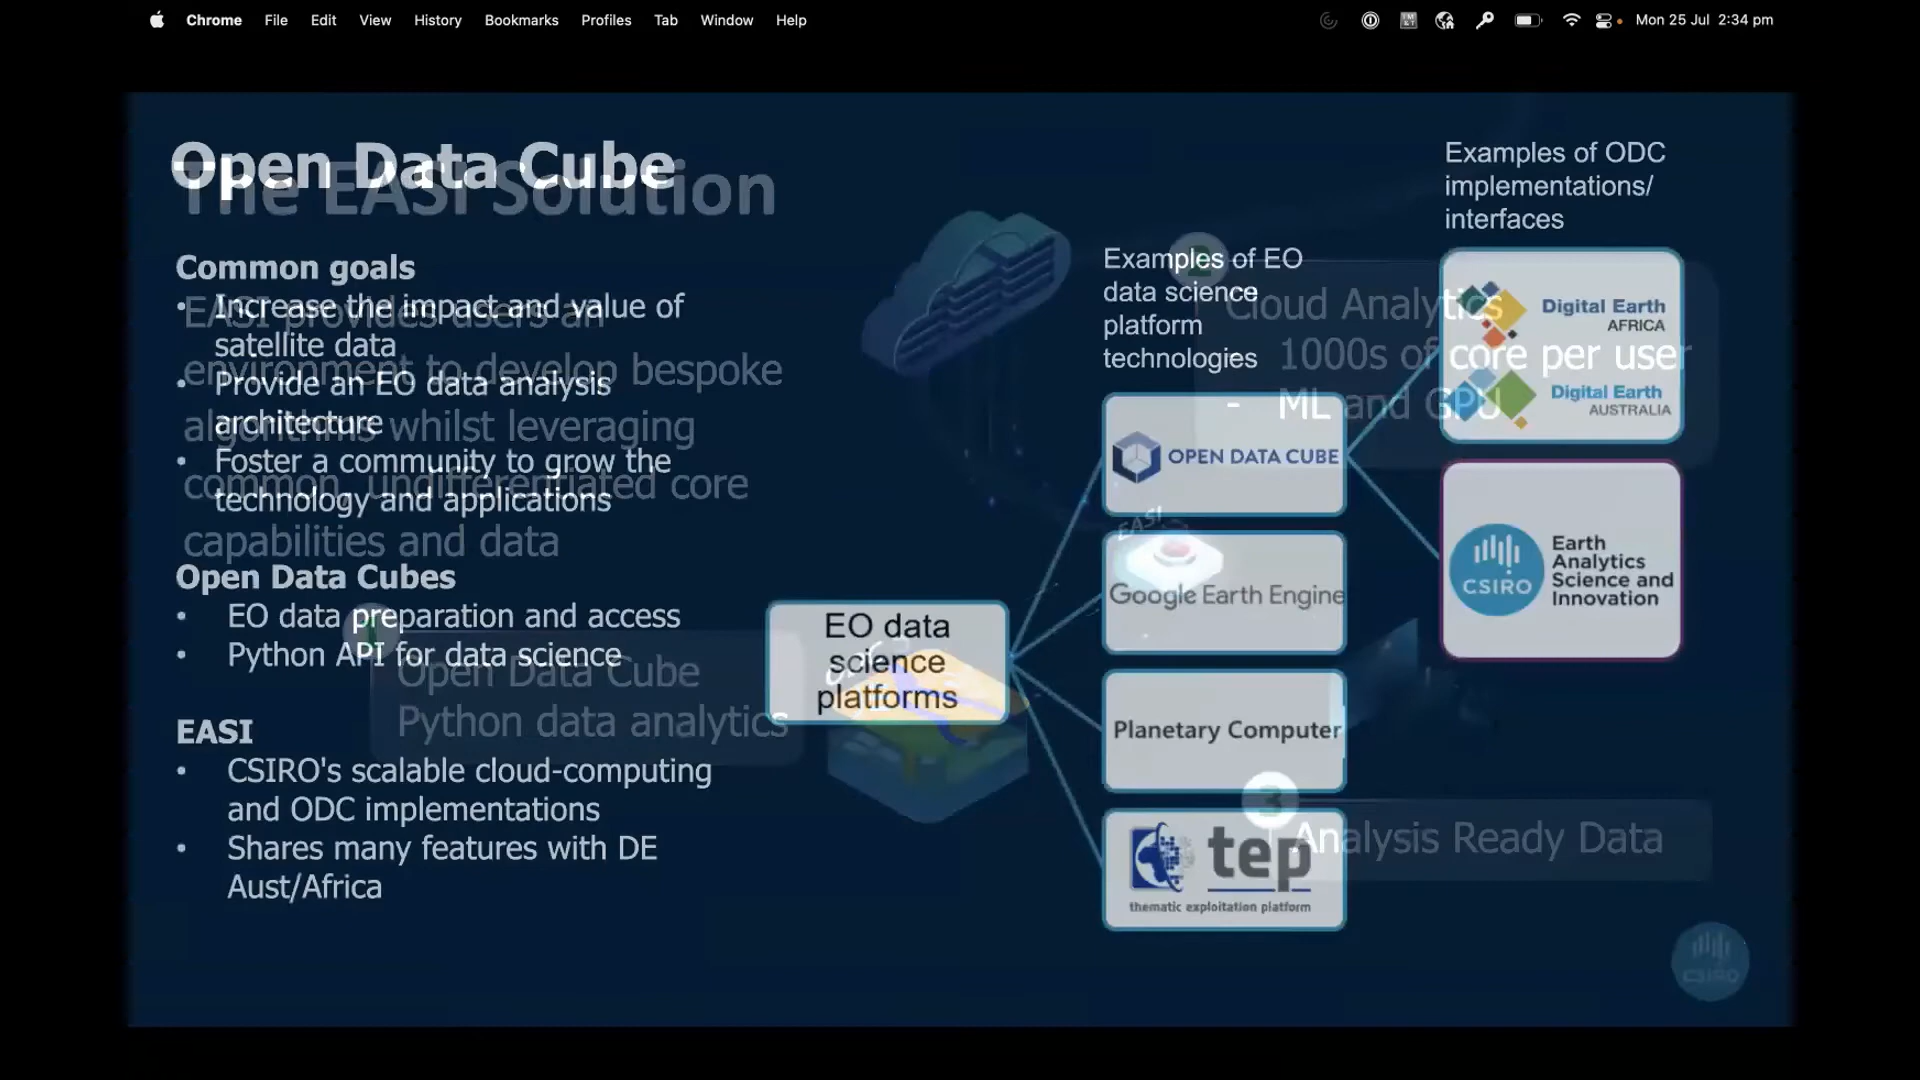 Chrome File Edit View History Bookmarks Profiles Tab Window Help
Mon 25 Jul 2:34 pm
Open Data Cube
The EASI Solution
Common goals
• Increase the impact and value of
satellite data
• Provide an EO data analysis
architecture
• Foster a community to grow the
technology and applications
Open Data Cubes
• EO data preparation and access
• Python API for data science
EASI
• CSIRO's scalable cloud-computing
and ODC implementations
• Shares many features with DE
Aust/Africa
EASI provides users an
environment to develop bespoke
algorithms whilst leveraging
common, undifferentiated core
capabilities and data
1
Open Data Cube
Python data analytics
EO data
science
platforms
Examples of EO
data science
platform
technologies
OPEN DATA CUBE
EASI
Google Earth Engine
Planetary Computer
tep
thematic exploitation platform
Examples of ODC
implementations/
interfaces
Digital Earth
AFRICA
Digital Earth
AUSTRALIA
CSIRO
Earth
Analytics
Science and
Innovation
2
Cloud Analytics
- 1000s of core per user
- ML and GPU
3
Analysis Ready Data
CSIRO